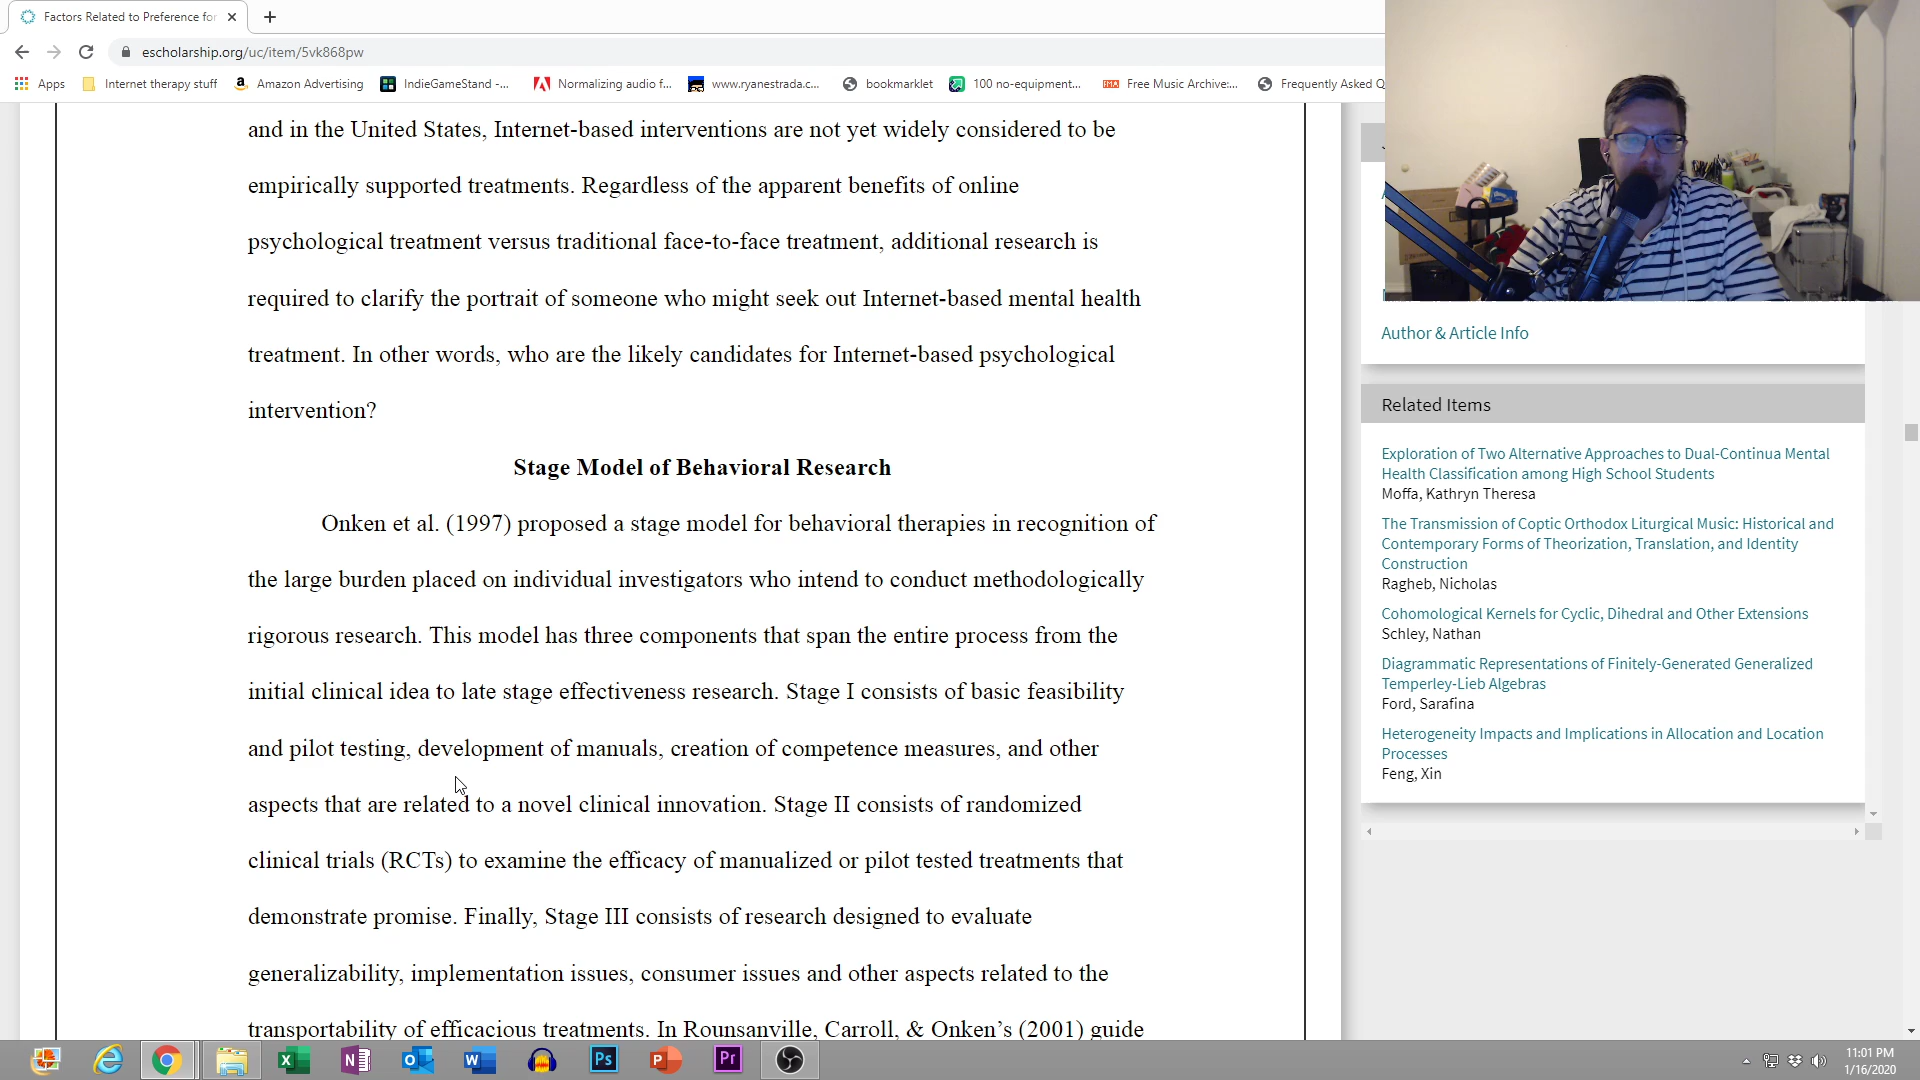 Factors Related to Preference for
escholarship.org/uc/item/5vk868pw
Apps Internet therapy stuff Amazon Advertising IndieGameStand -... Normalizing audio f... www.ryanestrada.c... bookmarklet 100 no-equipment... Free Music Archive:... Frequently Asked Q
and in the United States, Internet-based interventions are not yet widely considered to be
empirically supported treatments. Regardless of the apparent benefits of online
psychological treatment versus traditional face-to-face treatment, additional research is
required to clarify the portrait of someone who might seek out Internet-based mental health
treatment. In other words, who are the likely candidates for Internet-based psychological
intervention?
Stage Model of Behavioral Research
Onken et al. (1997) proposed a stage model for behavioral therapies in recognition of
the large burden placed on individual investigators who intend to conduct methodologically
rigorous research. This model has three components that span the entire process from the
initial clinical idea to late stage effectiveness research. Stage I consists of basic feasibility
and pilot testing, development of manuals, creation of competence measures, and other
aspects that are related to a novel clinical innovation. Stage II consists of randomized
clinical trials (RCTs) to examine the efficacy of manualized or pilot tested treatments that
demonstrate promise. Finally, Stage III consists of research designed to evaluate
generalizability, implementation issues, consumer issues and other aspects related to the
transportability of efficacious treatments. In Rounsanville, Carroll, & Onken's (2001) guide
Author & Article Info
Related Items
Exploration of Two Alternative Approaches to Dual-Continua Mental
Health Classification among High School Students
Moffa, Kathryn Theresa
The Transmission of Coptic Orthodox Liturgical Music: Historical and
Contemporary Forms of Theorization, Translation, and Identity
Construction
Ragheb, Nicholas
Cohomological Kernels for Cyclic, Dihedral and Other Extensions
Schley, Nathan
Diagrammatic Representations of Finitely-Generated Generalized
Temperley-Lieb Algebras
Ford, Sarafina
Heterogeneity Impacts and Implications in Allocation and Location
Processes
Feng, Xin
11:01 PM
1/16/2020